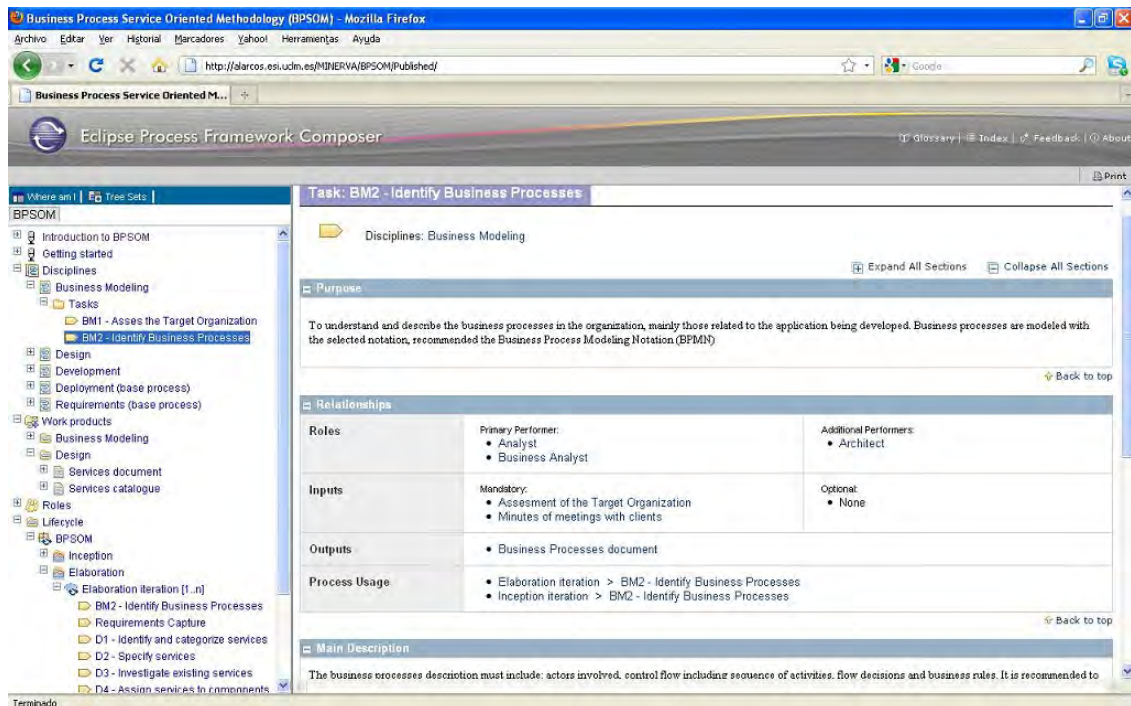 Business Process Service Oriented Methodology (BPSOM) - Mozilla Firefox
Archivo Editar Ver Historial Marcadores Yahoo! Herramientas Ayuda
http://alarcos.esi.uclm.es/MINERVA/BPSOM/Published/
Google
Business Process Service Oriented M...
Eclipse Process Framework Composer
Glossary | Index | Feedback | About
Print
Where am I | Tree Sets |
BPSOM
Introduction to BPSOM
Getting started
Disciplines
Business Modeling
Tasks
BM1 - Asses the Target Organization
BM2 - Identify Business Processes
Design
Development
Deployment (base process)
Requirements (base process)
Work products
Business Modeling
Design
Services document
Services catalogue
Roles
Lifecycle
BPSOM
Inception
Elaboration
Elaboration iteration [1..n]
BM2 - Identify Business Processes
Requirements Capture
D1 - Identify and categorize services
D2 - Specify services
D3 - Investigate existing services
D4 - Assign services to components
Task: BM2 - Identify Business Processes
Disciplines: Business Modeling
Expand All Sections Collapse All Sections
Purpose
To understand and describe the business processes in the organization, mainly those related to the application being developed. Business processes are modeled with
the selected notation, recommended the Business Process Modeling Notation (BPMN)
Back to top
Relationships
Roles
Primary Performer:
Analyst
Business Analyst
Additional Performers:
Architect
Inputs
Mandatory:
Assesment of the Target Organization
Minutes of meetings with clients
Optional:
None
Outputs
Business Processes document
Process Usage
Elaboration iteration > BM2 - Identify Business Processes
Inception iteration > BM2 - Identify Business Processes
Back to top
Main Description
The business processes description must include: actors involved, control flow including sequence of activities, flow decisions and business rules. It is recommended to
Terminado